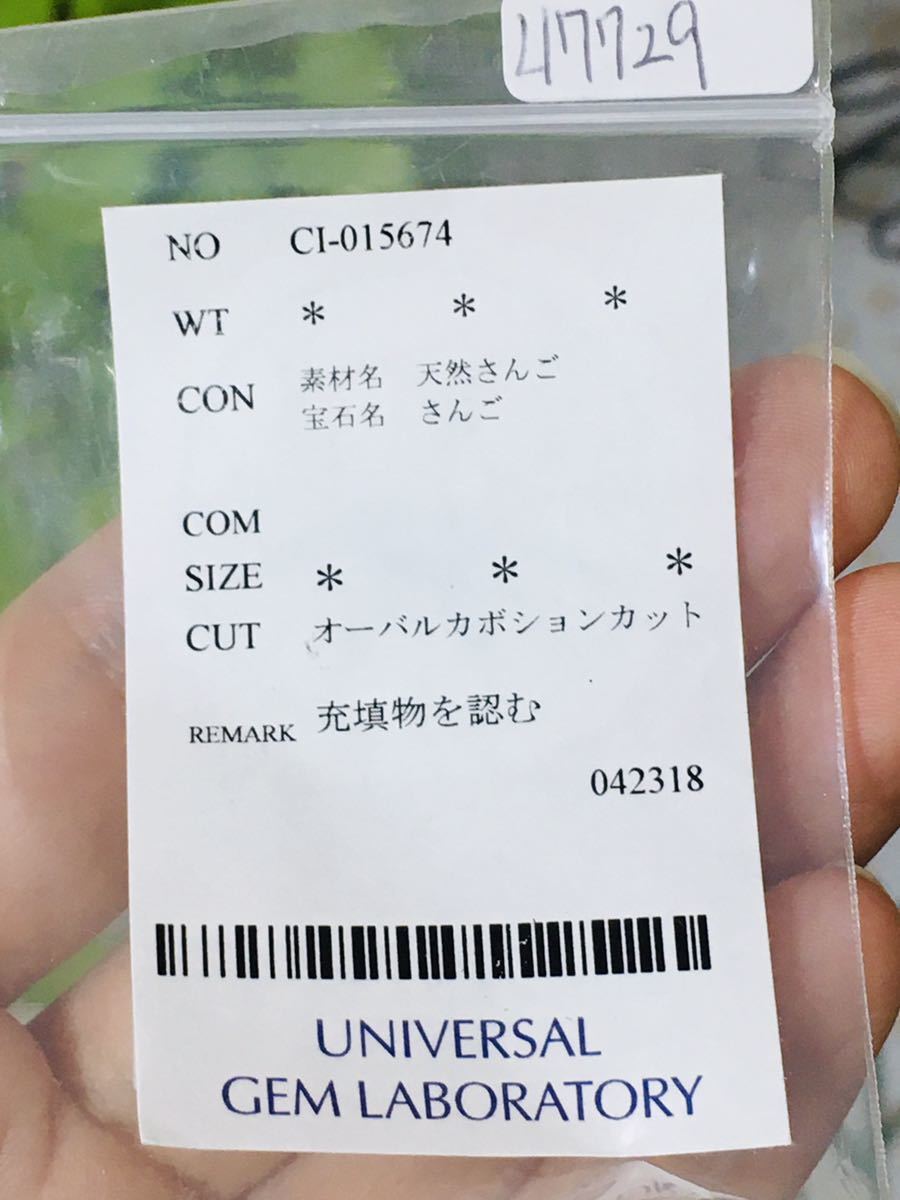 47729
NO CI-015674
WT * * *
CON 素材名 天然さんご
宝石名 さんご
COM
SIZE * * *
CUT オーバルカボションカット
REMARK 充填物を認む
042318
UNIVERSAL
GEM LABORATORY